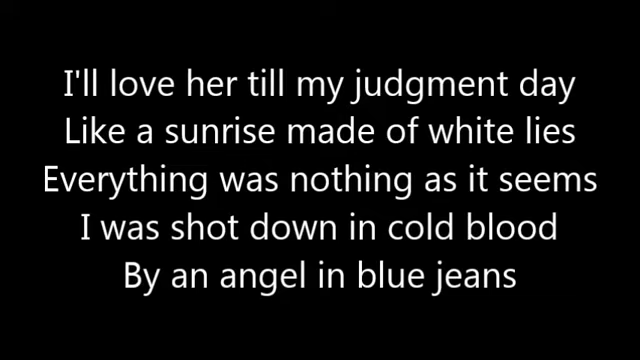 I'll love her till my judgment day
Like a sunrise made of white lies
Everything was nothing as it seems
I was shot down in cold blood
By an angel in blue jeans